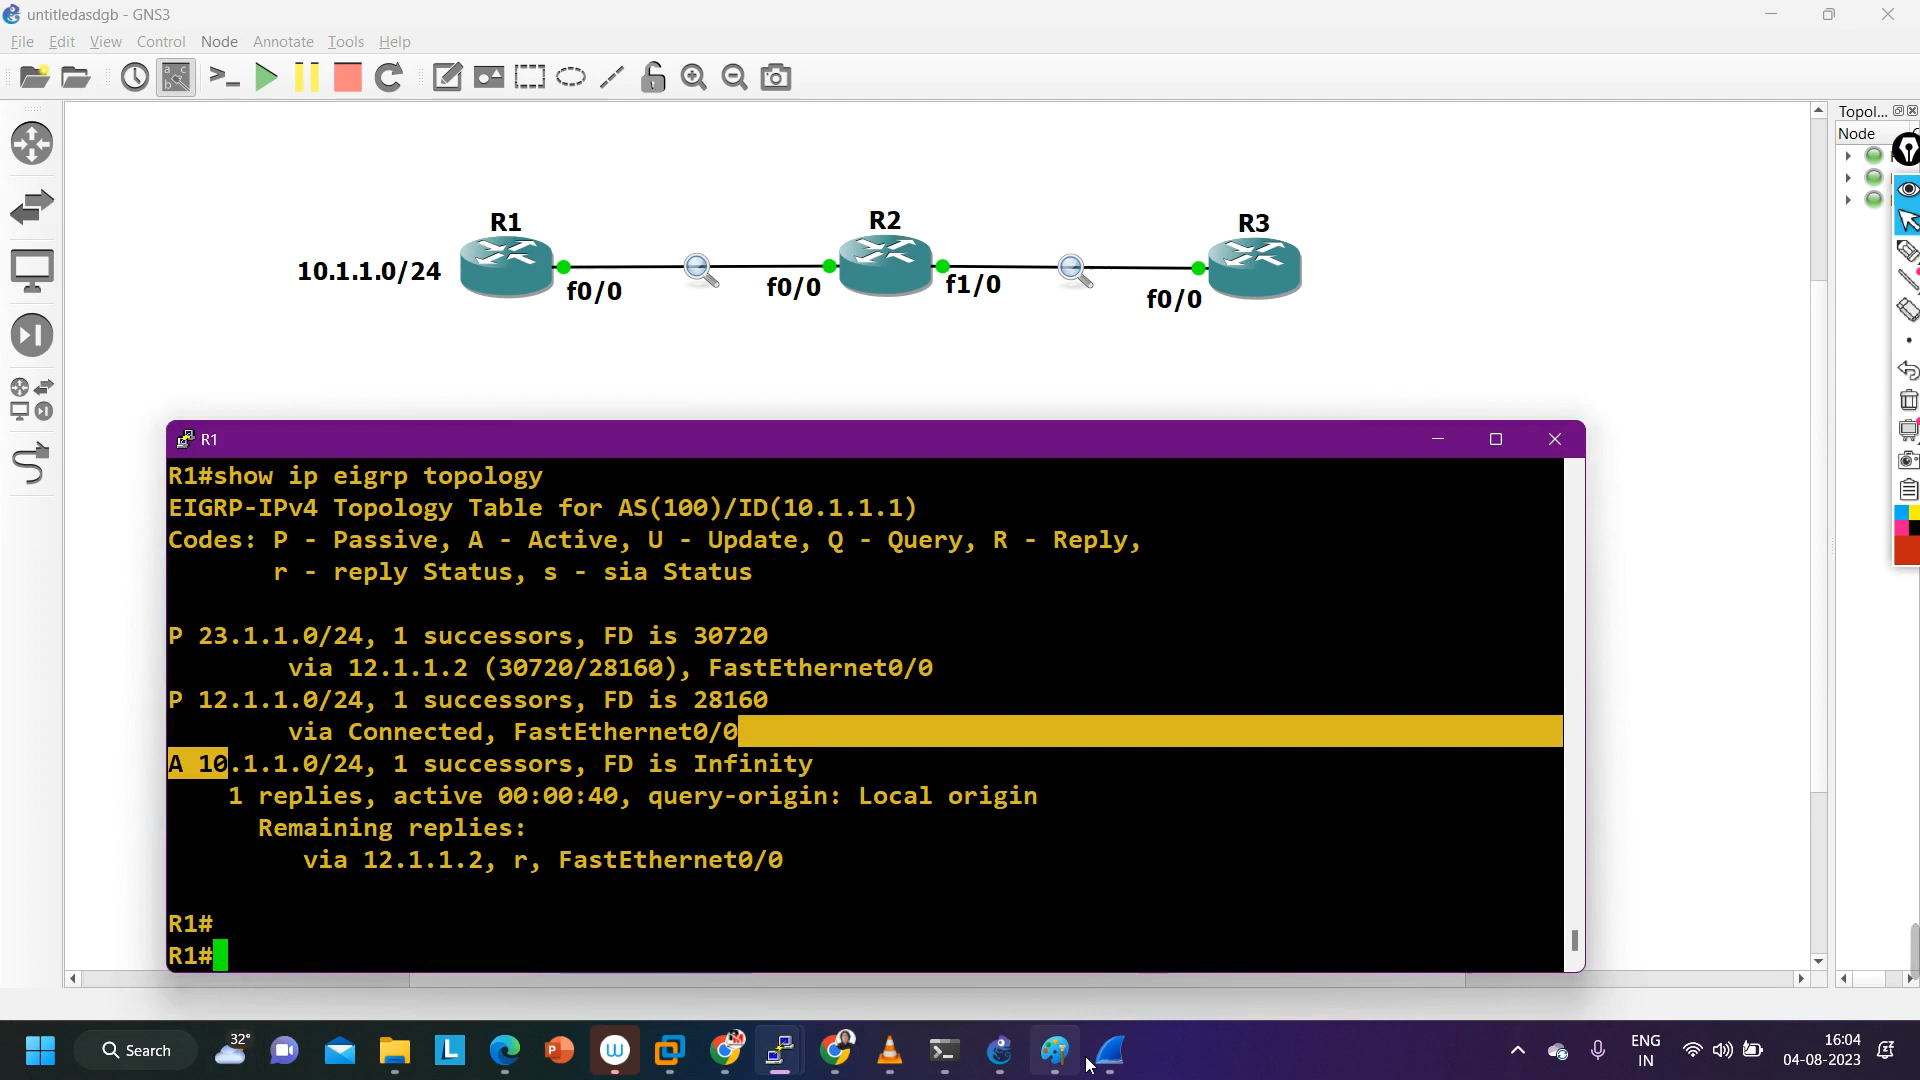 untitledasdgb - GNS3
File Edit View Control Node Annotate Tools Help
Topol...
Node
R1
R2
R3
10.1.1.0/24
f0/0
f0/0
f1/0
f0/0
R1
R1#show ip eigrp topology
EIGRP-IPv4 Topology Table for AS(100)/ID(10.1.1.1)
Codes: P - Passive, A - Active, U - Update, Q - Query, R - Reply,
r - reply Status, s - sia Status
P 23.1.1.0/24, 1 successors, FD is 30720
via 12.1.1.2 (30720/28160), FastEthernet0/0
P 12.1.1.0/24, 1 successors, FD is 28160
via Connected, FastEthernet0/0
A 10.1.1.0/24, 1 successors, FD is Infinity
1 replies, active 00:00:40, query-origin: Local origin
Remaining replies:
via 12.1.1.2, r, FastEthernet0/0
R1#
R1#
Search
32°
ENG
IN
16:04
04-08-2023